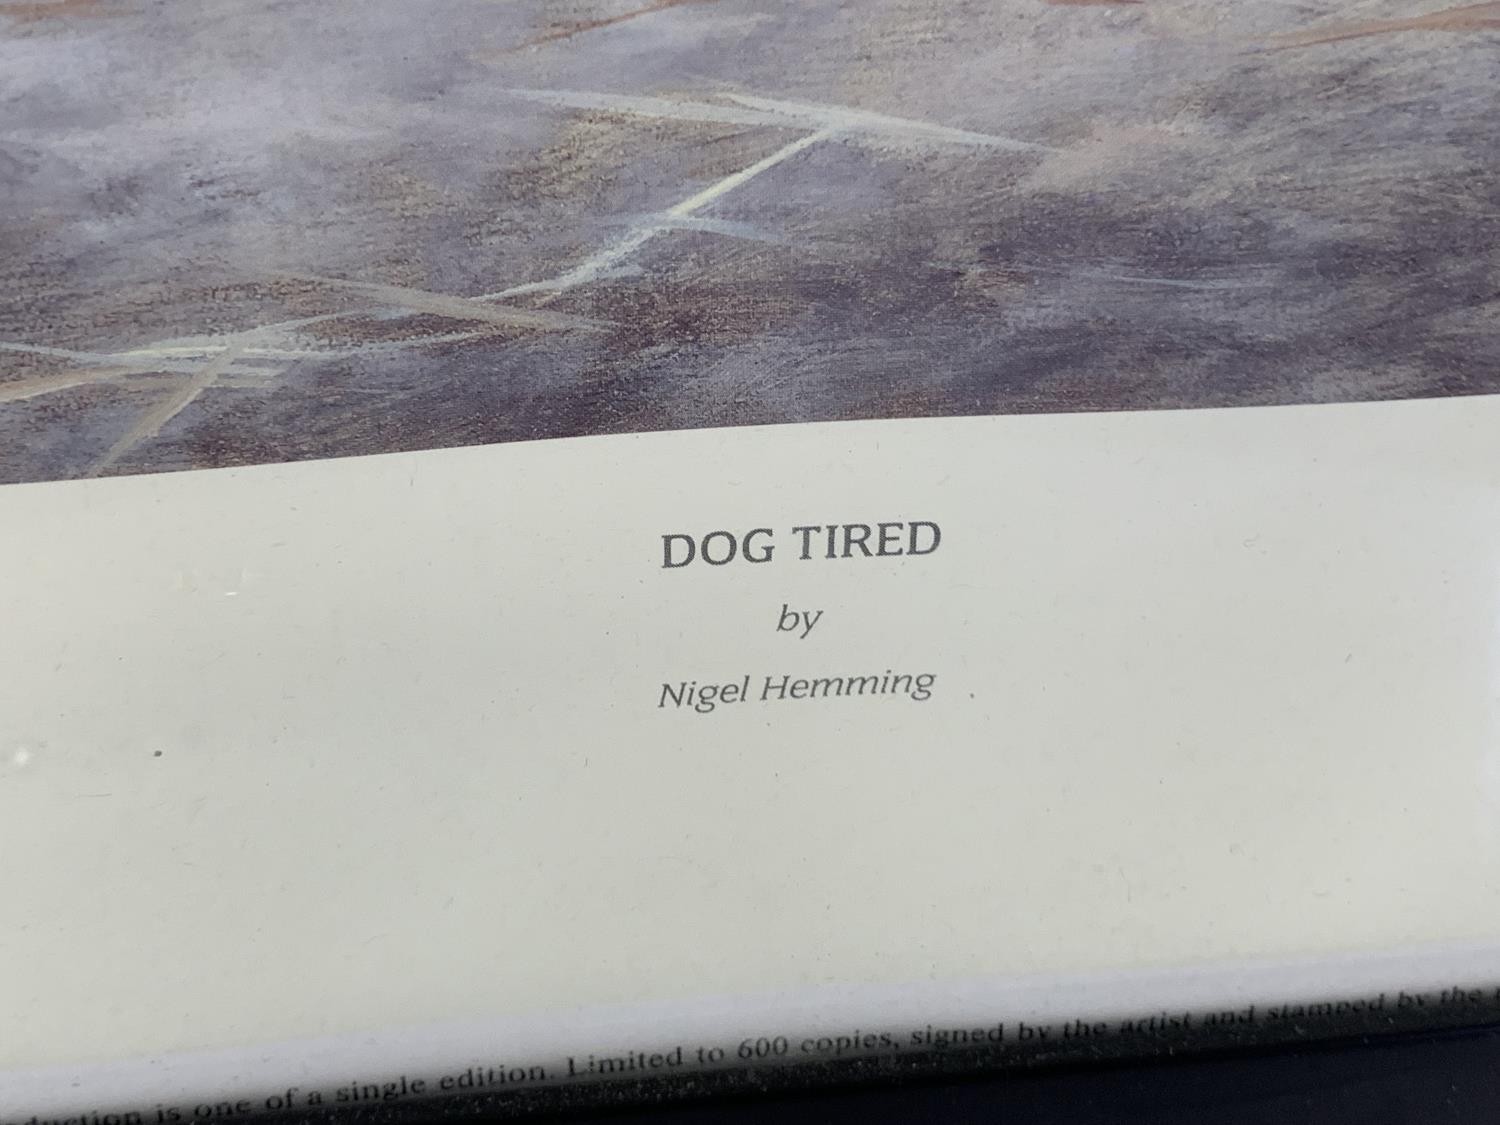 DOG TIRED
by
Nigel Hemming
duction is one of a single edition. Limited to 600 copies, signed by the artist and stamped by the